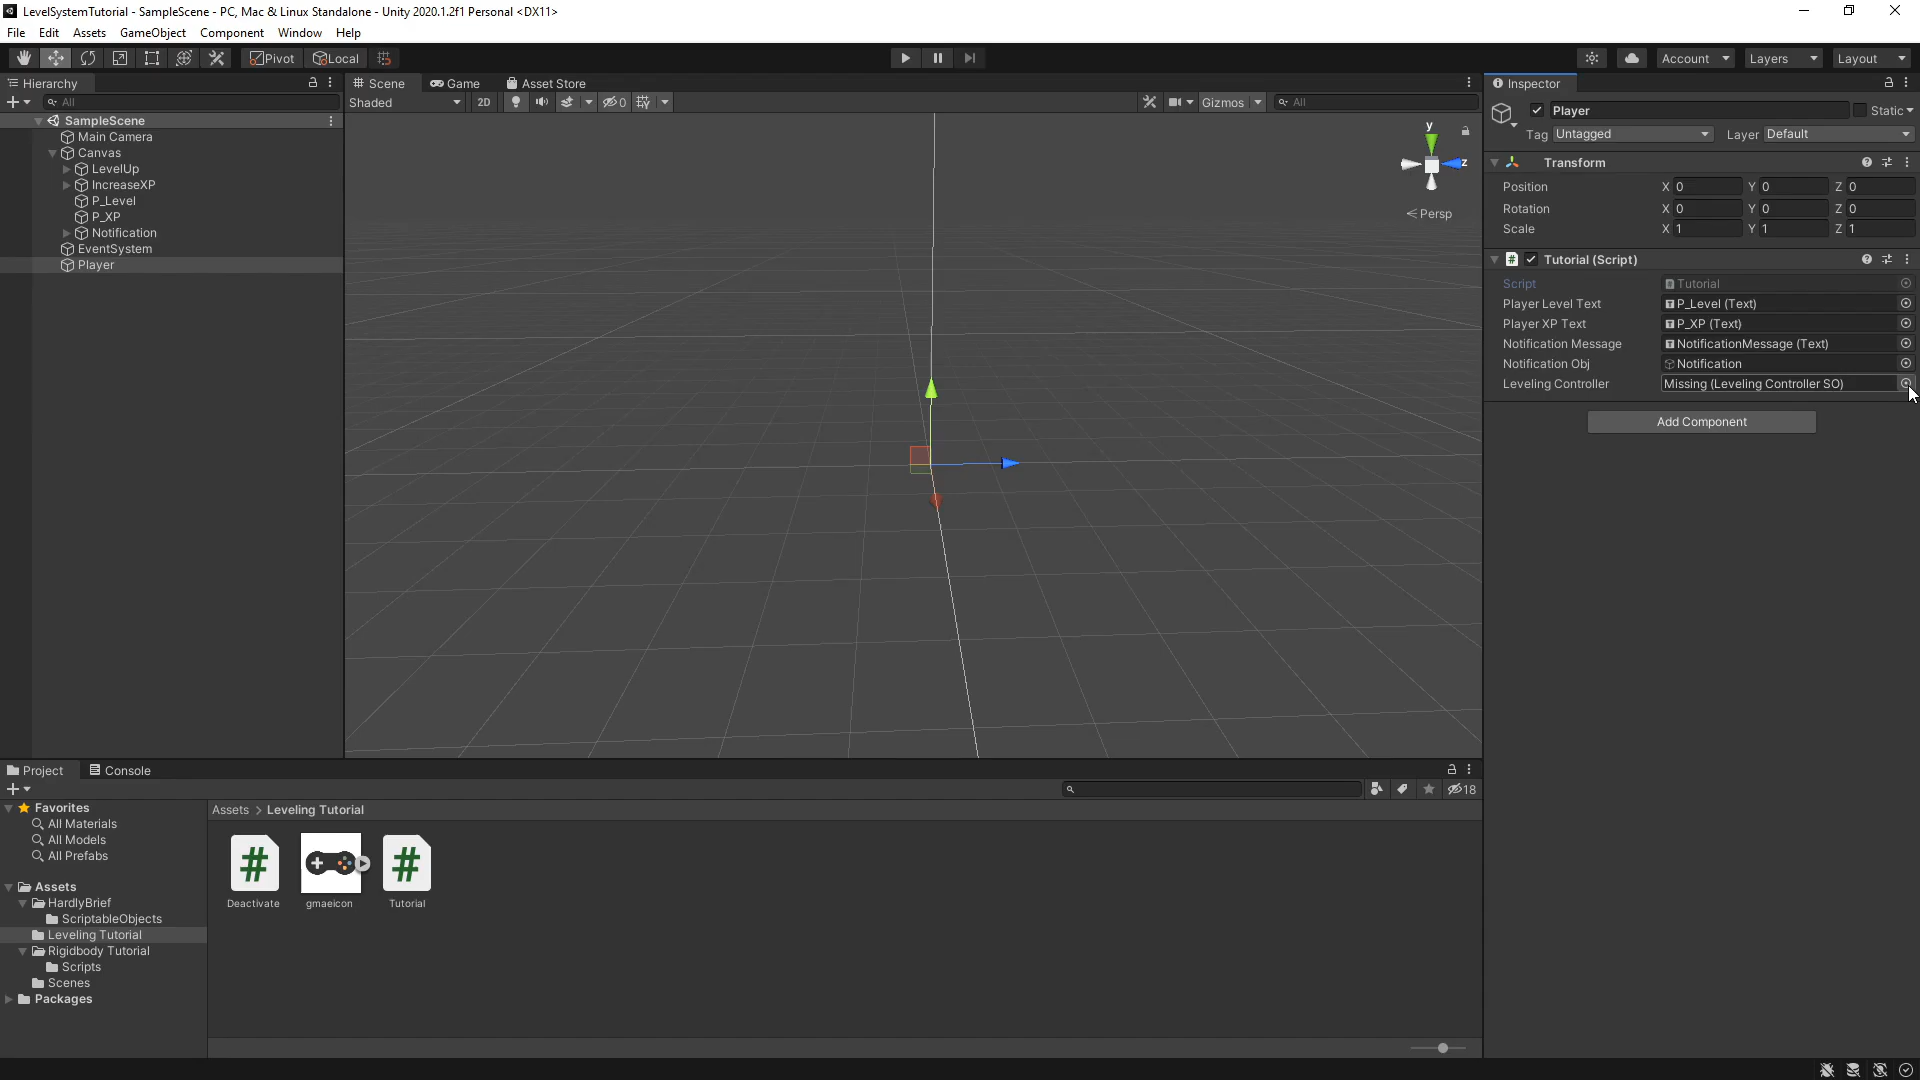 LevelSystemTutorial - SampleScene - PC, Mac & Linux Standalone - Unity 2020.1.2f1 Personal <DX11>
File Edit Assets GameObject Component Window Help
Pivot Local Account Layers Layout
Hierarchy
All
SampleScene
Main Camera
Canvas
LevelUp
IncreaseXP
P_Level
P_XP
Notification
EventSystem
Player
Scene Game Asset Store
Shaded 2D 0 Gizmos All
y
z
Persp
Inspector
Player Static
Tag Untagged Layer Default
Transform
Position X 0 Y 0 Z 0
Rotation X 0 Y 0 Z 0
Scale X 1 Y 1 Z 1
# Tutorial (Script)
Script Tutorial
Player Level Text P_Level (Text)
Player XP Text P_XP (Text)
Notification Message NotificationMessage (Text)
Notification Obj Notification
Leveling Controller Missing (Leveling Controller SO)
Add Component
Project Console
18
Favorites
All Materials
All Models
All Prefabs
Assets
HardlyBrief
ScriptableObjects
Leveling Tutorial
Rigidbody Tutorial
Scripts
Scenes
Packages
Assets > Leveling Tutorial
# #
Deactivate gmaeicon Tutorial